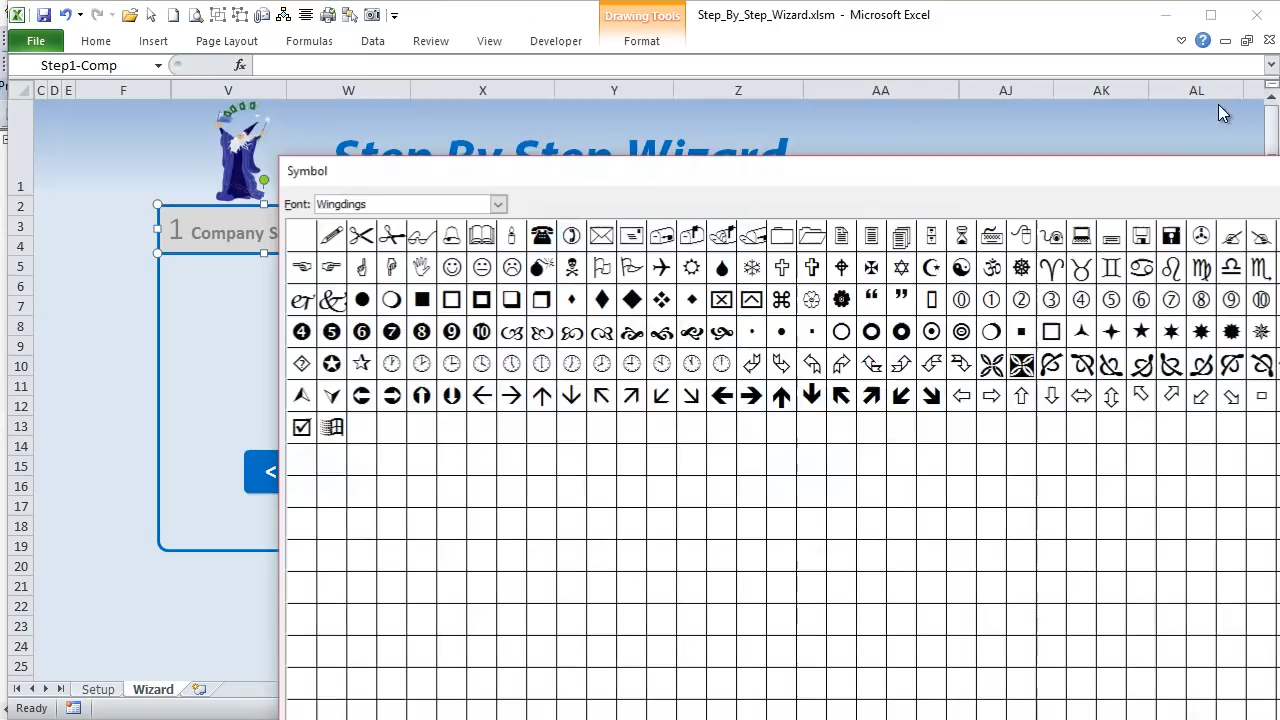 Drawing Tools
Step_By_Step_Wizard.xlsm - Microsoft Excel
File Home Insert Page Layout Formulas Data Review View Developer Format
Step1-Comp fx
C D E F V W X Y Z AA AJ AK AL
Step By Step Wizard
Symbol
Font: Wingdings
1 Company S
<
1
2
3
4
5
6
7
8
9
10
11
12
13
14
15
16
17
18
19
20
21
22
23
24
25
Setup Wizard
Ready